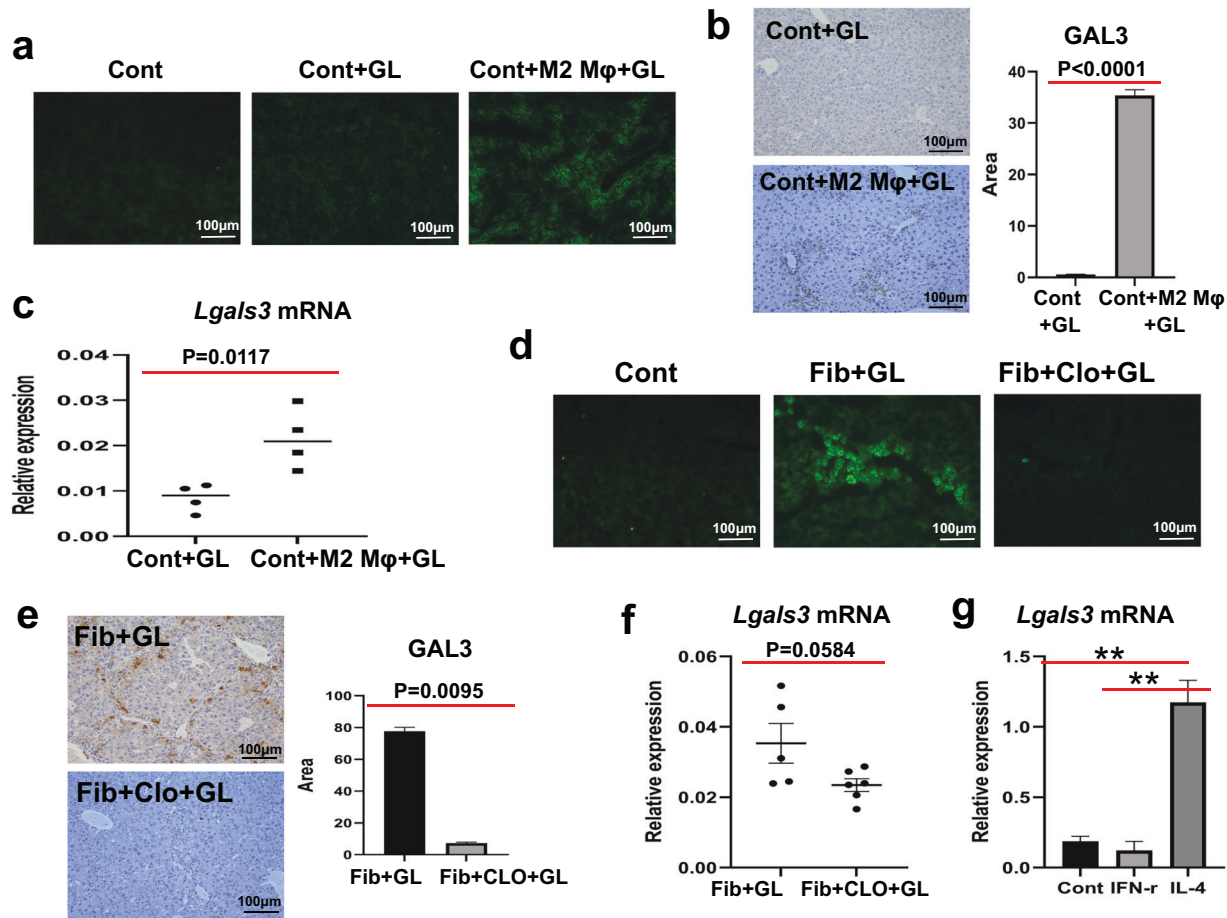 a
Cont
Cont+GL
Cont+M2 Mφ+GL
100μm
100μm
100μm
b
Cont+GL
100μm
Cont+M2 Mφ+GL
100μm
GAL3
P<0.0001
Area
40
30
20
10
0
Cont
+GL
Cont+M2 Mφ
+GL
c
Lgals3 mRNA
P=0.0117
Relative expression
0.04
0.03
0.02
0.01
0.00
Cont+GL
Cont+M2 Mφ+GL
d
Cont
Fib+GL
Fib+Clo+GL
100μm
100μm
100μm
e
Fib+GL
100μm
Fib+Clo+GL
100μm
GAL3
P=0.0095
Area
100
80
60
40
20
0
Fib+GL
Fib+CLO+GL
f
Lgals3 mRNA
P=0.0584
Relative expression
0.06
0.04
0.02
0.00
Fib+GL
Fib+CLO+GL
g
Lgals3 mRNA
**
**
Relative expression
1.5
1.0
0.5
0.0
Cont IFN-r IL-4